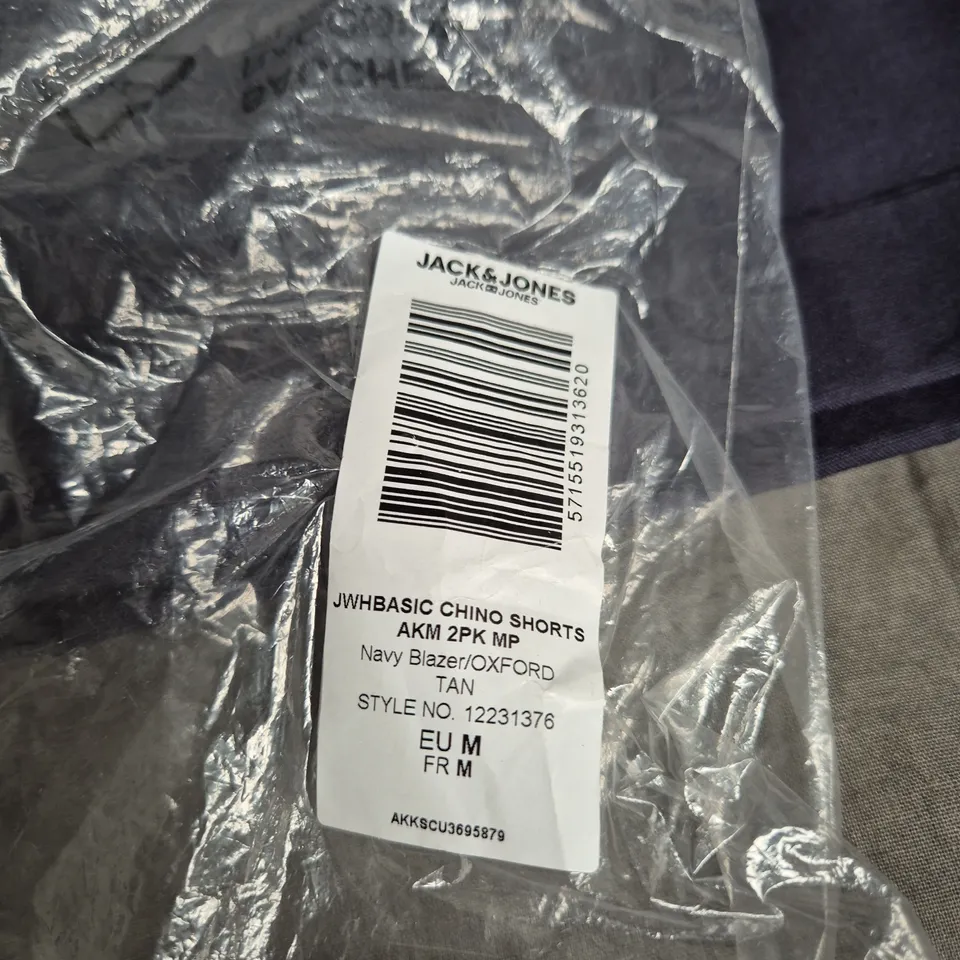 JACK&JONES
JACK & JONES
5715519313620
JWHBASIC CHINO SHORTS
AKM 2PK MP
Navy Blazer/OXFORD
TAN
STYLE NO. 12231376
EU M
FR M
AKKSCU3695879